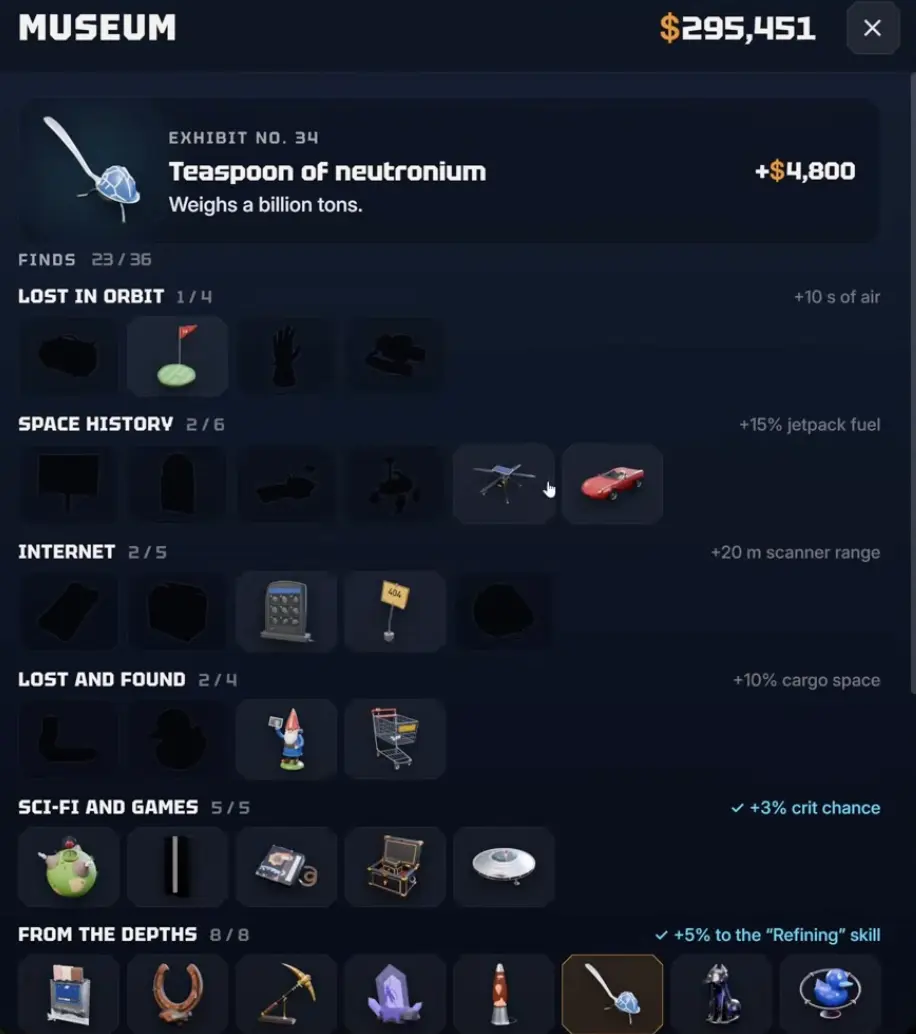 MUSEUM
$295,451
EXHIBIT NO. 34
Teaspoon of neutronium
+$4,800
Weighs a billion tons.
FINDS 23 / 36
LOST IN ORBIT 1 / 4
+10 s of air
SPACE HISTORY 2 / 6
+15% jetpack fuel
INTERNET 2 / 5
+20 m scanner range
404
LOST AND FOUND 2 / 4
+10% cargo space
SCI-FI AND GAMES 5 / 5
✓ +3% crit chance
FROM THE DEPTHS 8 / 8
✓ +5% to the “Refining” skill